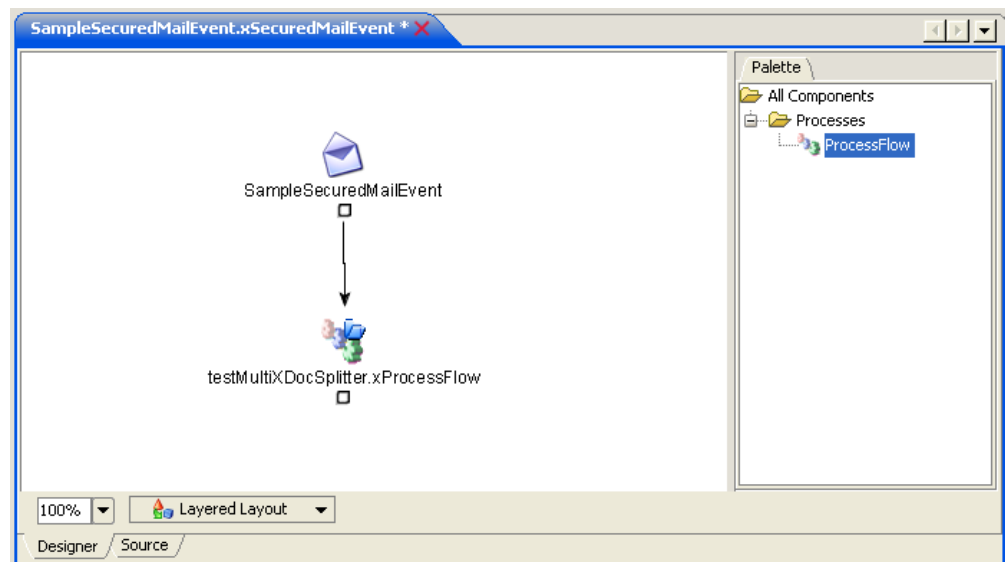 SampleSecuredMailEvent.xSecuredMailEvent *
Palette
All Components
Processes
ProcessFlow
SampleSecuredMailEvent
testMultiXDocSplitter.xProcessFlow
100%
Layered Layout
Designer
Source